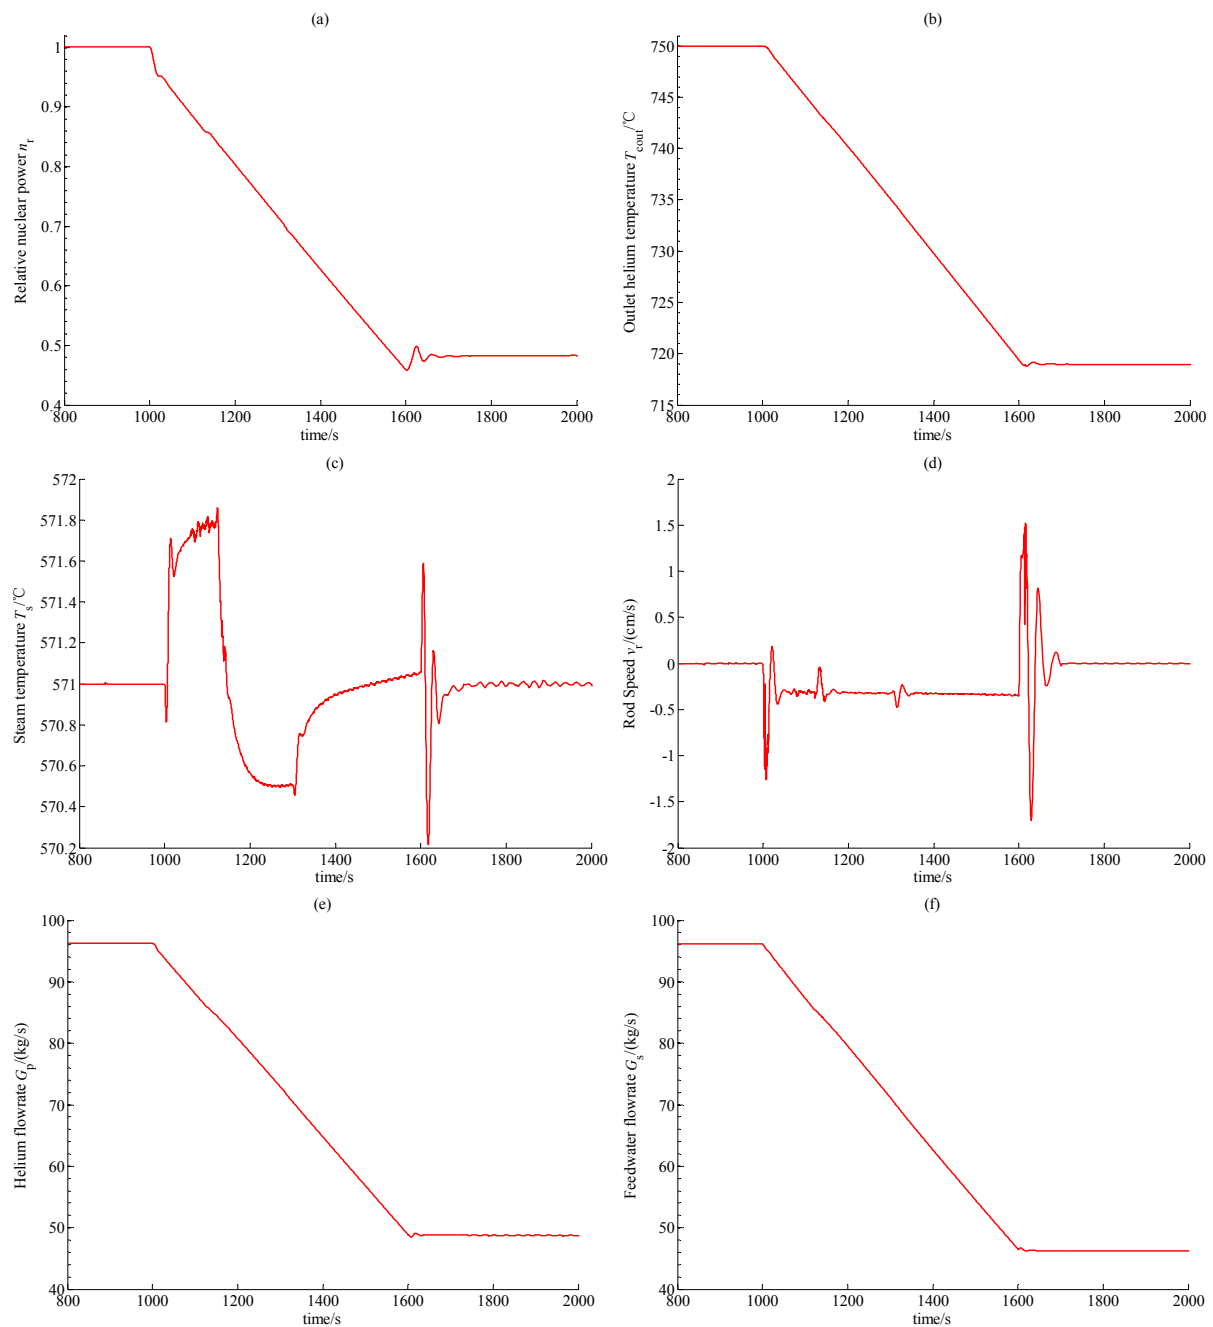 (a)
Relative nuclear power n_r
1
0.9
0.8
0.7
0.6
0.5
0.4
800 1000 1200 1400 1600 1800 2000
time/s
(b)
Outlet helium temperature T_cout/℃
750
745
740
735
730
725
720
715
800 1000 1200 1400 1600 1800 2000
time/s
(c)
Steam temperature T_s/℃
572
571.8
571.6
571.4
571.2
571
570.8
570.6
570.4
570.2
800 1000 1200 1400 1600 1800 2000
time/s
(d)
Rod Speed v_r/(cm/s)
2
1.5
1
0.5
0
-0.5
-1
-1.5
-2
800 1000 1200 1400 1600 1800 2000
time/s
(e)
Helium flowrate G_p/(kg/s)
100
90
80
70
60
50
40
800 1000 1200 1400 1600 1800 2000
time/s
(f)
Feedwater flowrate G_s/(kg/s)
100
90
80
70
60
50
40
800 1000 1200 1400 1600 1800 2000
time/s